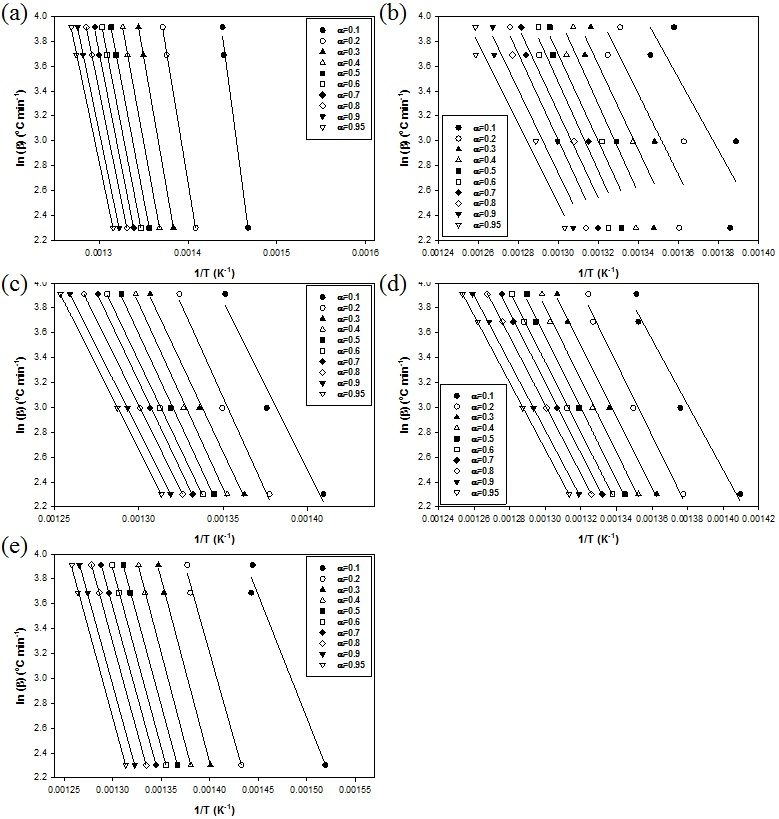 (a)
4.0
3.8
3.6
3.4
3.2
3.0
2.8
2.6
2.4
2.2
ln (β) (°C min⁻¹)
α=0.1
α=0.2
α=0.3
α=0.4
α=0.5
α=0.6
α=0.7
α=0.8
α=0.9
α=0.95
0.0013 0.0014 0.0015 0.0016
1/T (K⁻¹)
(b)
4.0
3.8
3.6
3.4
3.2
3.0
2.8
2.6
2.4
2.2
ln (β) (°C min⁻¹)
α=0.1
α=0.2
α=0.3
α=0.4
α=0.5
α=0.6
α=0.7
α=0.8
α=0.9
α=0.95
0.00124 0.00126 0.00128 0.00130 0.00132 0.00134 0.00136 0.00138 0.00140
1/T (K⁻¹)
(c)
4.0
3.8
3.6
3.4
3.2
3.0
2.8
2.6
2.4
2.2
ln (β) (°C min⁻¹)
α=0.1
α=0.2
α=0.3
α=0.4
α=0.5
α=0.6
α=0.7
α=0.8
α=0.9
α=0.95
0.00125 0.00130 0.00135 0.00140
1/T (K⁻¹)
(d)
4.0
3.8
3.6
3.4
3.2
3.0
2.8
2.6
2.4
2.2
ln (β) (°C min⁻¹)
α=0.1
α=0.2
α=0.3
α=0.4
α=0.5
α=0.6
α=0.7
α=0.8
α=0.9
α=0.95
0.00124 0.00126 0.00128 0.00130 0.00132 0.00134 0.00136 0.00138 0.00140 0.00142
1/T (K⁻¹)
(e)
4.0
3.8
3.6
3.4
3.2
3.0
2.8
2.6
2.4
2.2
ln (β) (°C min⁻¹)
α=0.1
α=0.2
α=0.3
α=0.4
α=0.5
α=0.6
α=0.7
α=0.8
α=0.9
α=0.95
0.00125 0.00130 0.00135 0.00140 0.00145 0.00150 0.00155
1/T (K⁻¹)